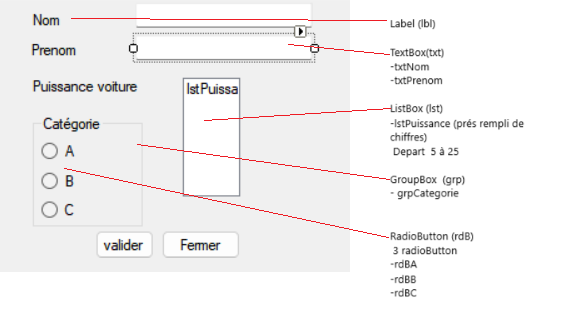 Nom
Prenom
Puissance voiture
lstPuissa
Catégorie
A
B
C
valider
Fermer
Label (lbl)
TextBox(txt)
-txtNom
-txtPrenom
ListBox (lst)
-lstPuissance (prés rempli de
chiffres)
Depart 5 à 25
GroupBox (grp)
- grpCategorie
RadioButton (rdB)
3 radioButton
-rdBA
-rdBB
-rdBC